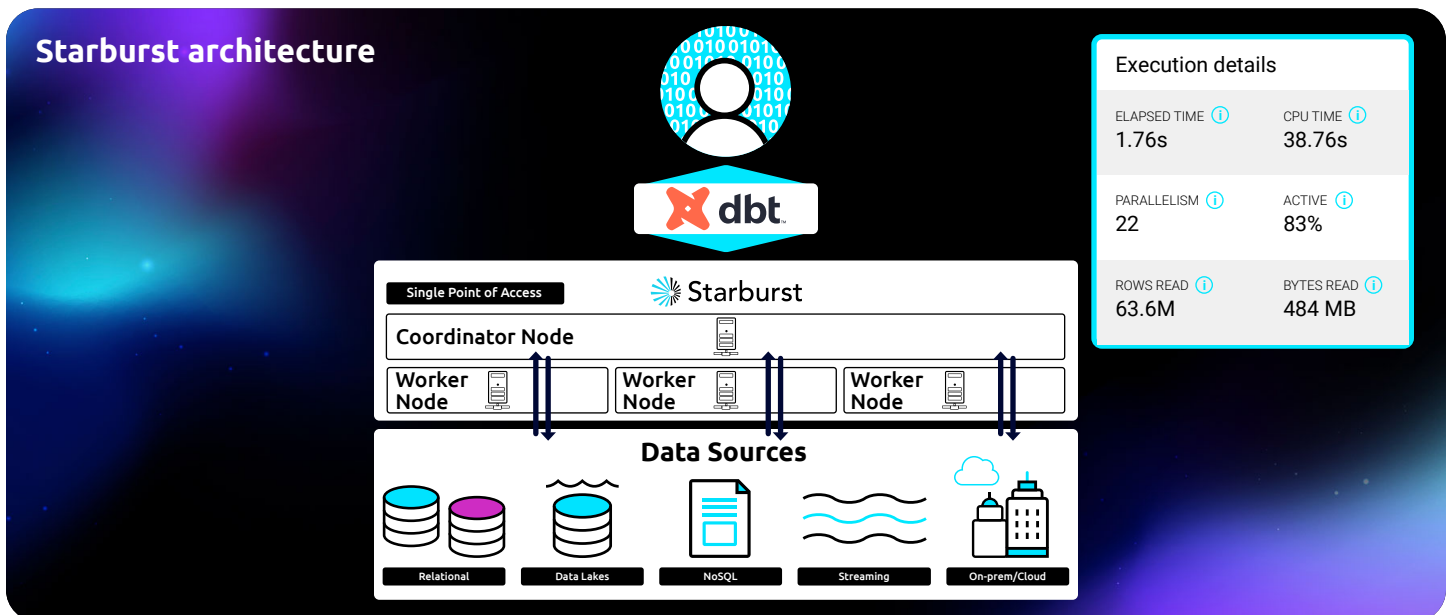 Starburst architecture
dbt
Single Point of Access
Starburst
Coordinator Node
Worker
Node
Worker
Node
Worker
Node
Data Sources
Relational
Data Lakes
NoSQL
Streaming
On-prem/Cloud
Execution details
ELAPSED TIME
CPU TIME
1.76s
38.76s
PARALLELISM
ACTIVE
22
83%
ROWS READ
BYTES READ
63.6M
484 MB